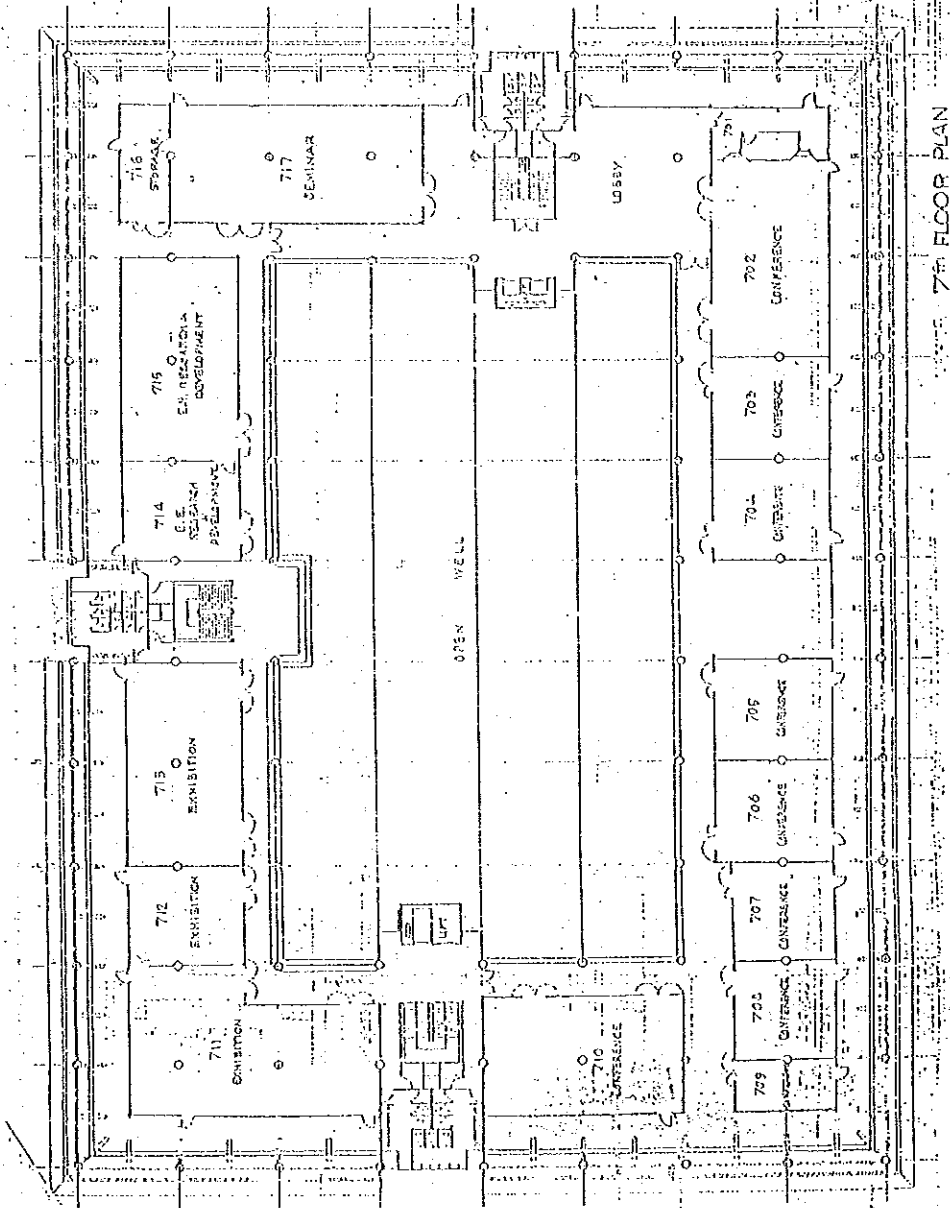 7th FLOOR PLAN
701
702
CONFERENCE
703
CONFERENCE
704
CONFERENCE
705
CONFERENCE
706
CONFERENCE
707
CONFERENCE
708
CONFERENCE
709
710
CONFERENCE
711
EXHIBITION
712
EXHIBITION
713
EXHIBITION
714
RESEARCH
DEVELOPMENT
715
DEVELOPMENT
716
STORAGE
717
SEMINAR
LOBBY
OPEN WELL
LIFT